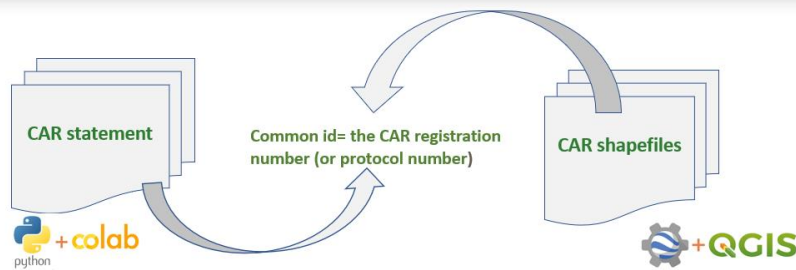 CAR statement
Common id= the CAR registration
number (or protocol number)
CAR shapefiles
python
+ colab
+ QGIS